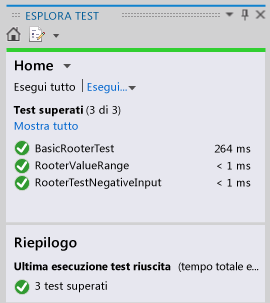 ESPLORA TEST
Home
Esegui tutto | Esegui...
Test superati (3 di 3)
Mostra tutto
BasicRooterTest 264 ms
RooterValueRange < 1 ms
RooterTestNegativeInput < 1 ms
Riepilogo
Ultima esecuzione test riuscita (tempo totale e...
3 test superati